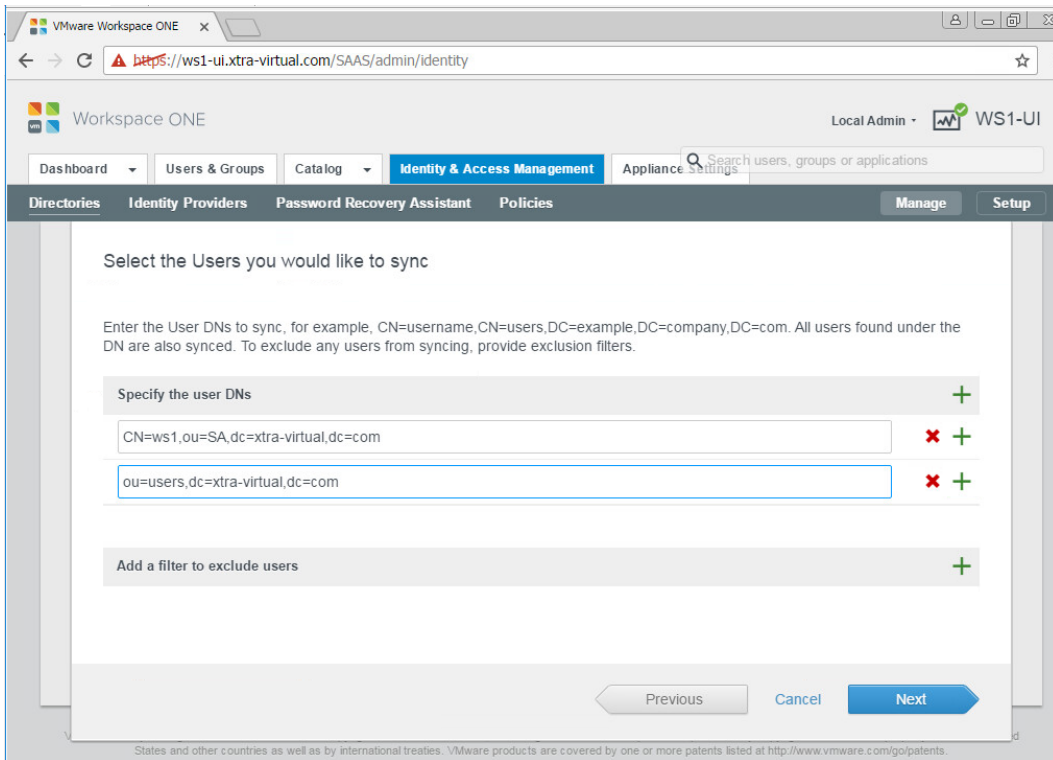 VMware Workspace ONE
https://ws1-ui.xtra-virtual.com/SAAS/admin/identity
vm Workspace ONE
Local Admin
WS1-UI
Dashboard Users & Groups Catalog Identity & Access Management Appliance Settings
Search users, groups or applications
Directories Identity Providers Password Recovery Assistant Policies Manage Setup
Select the Users you would like to sync
Enter the User DNs to sync, for example, CN=username,CN=users,DC=example,DC=company,DC=com. All users found under the
DN are also synced. To exclude any users from syncing, provide exclusion filters.
Specify the user DNs
CN=ws1,ou=SA,dc=xtra-virtual,dc=com
ou=users,dc=xtra-virtual,dc=com
Add a filter to exclude users
Previous Cancel Next
States and other countries as well as by international treaties. VMware products are covered by one or more patents listed at http://www.vmware.com/go/patents.